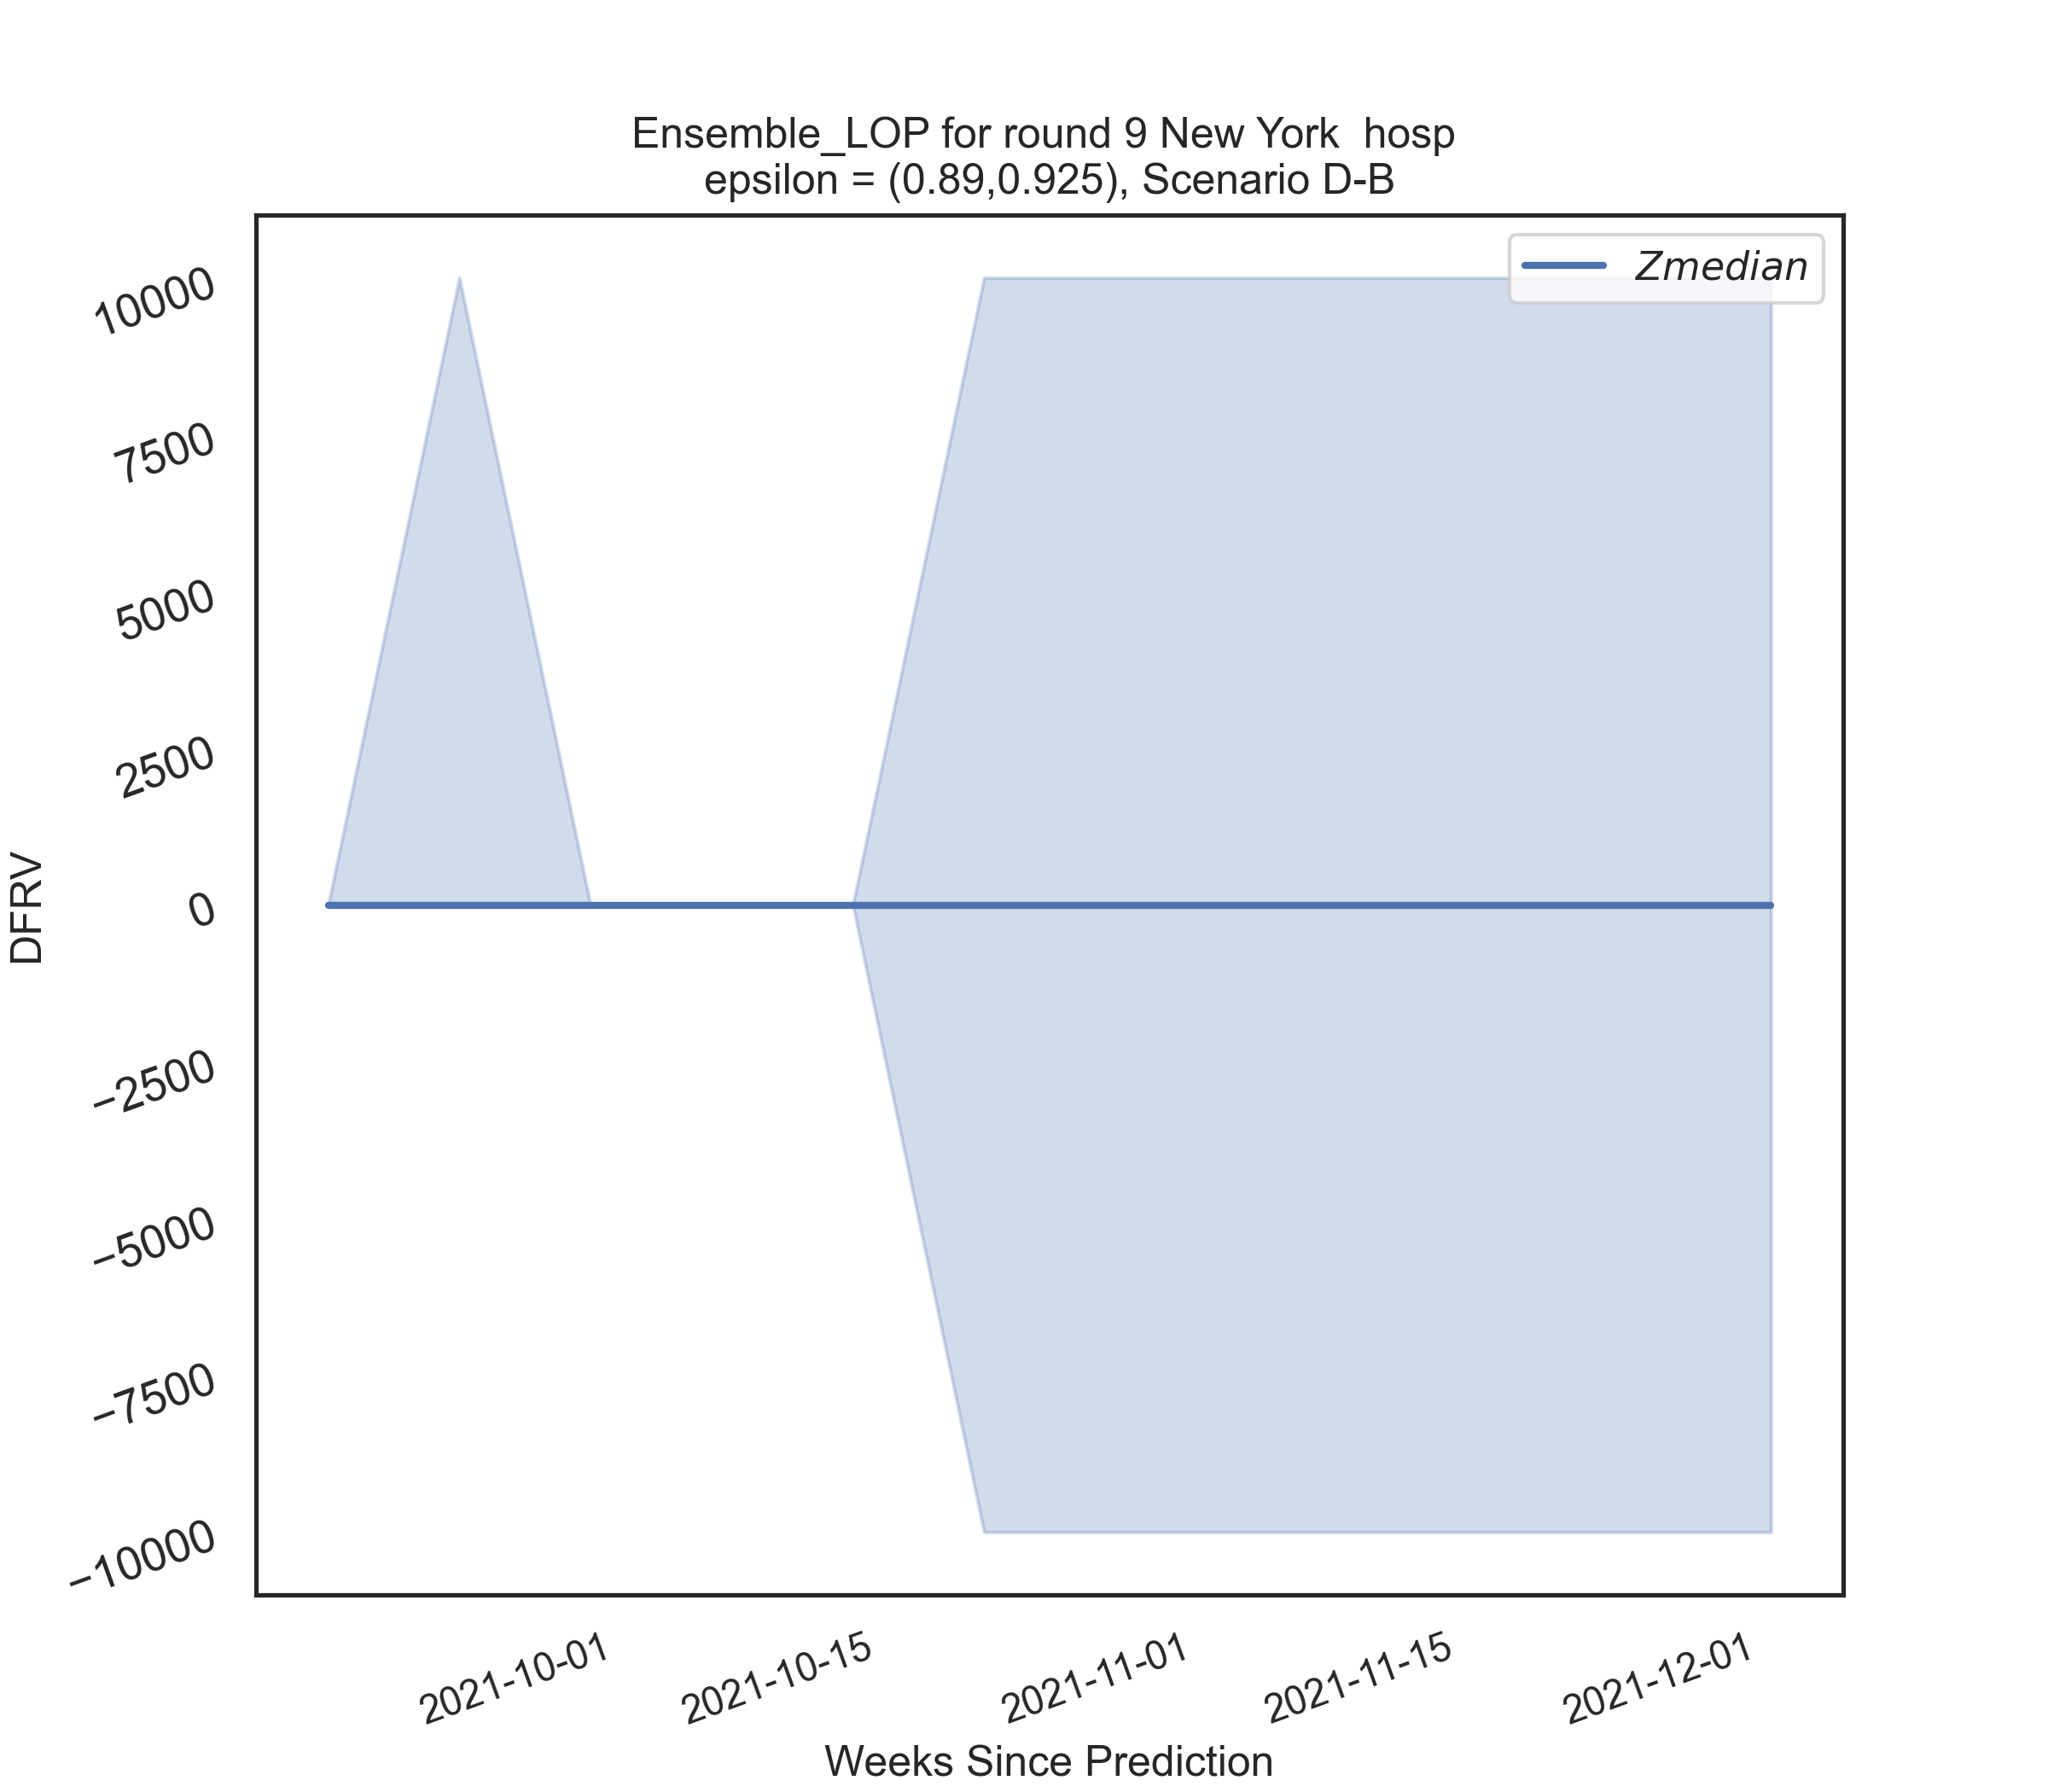 Ensemble_LOP for round 9 New York  hosp
epsilon = (0.89,0.925), Scenario D-B
Zmedian
10000
7500
5000
2500
0
−2500
−5000
−7500
−10000
DFRV
2021-10-01
2021-10-15
2021-11-01
2021-11-15
2021-12-01
Weeks Since Prediction